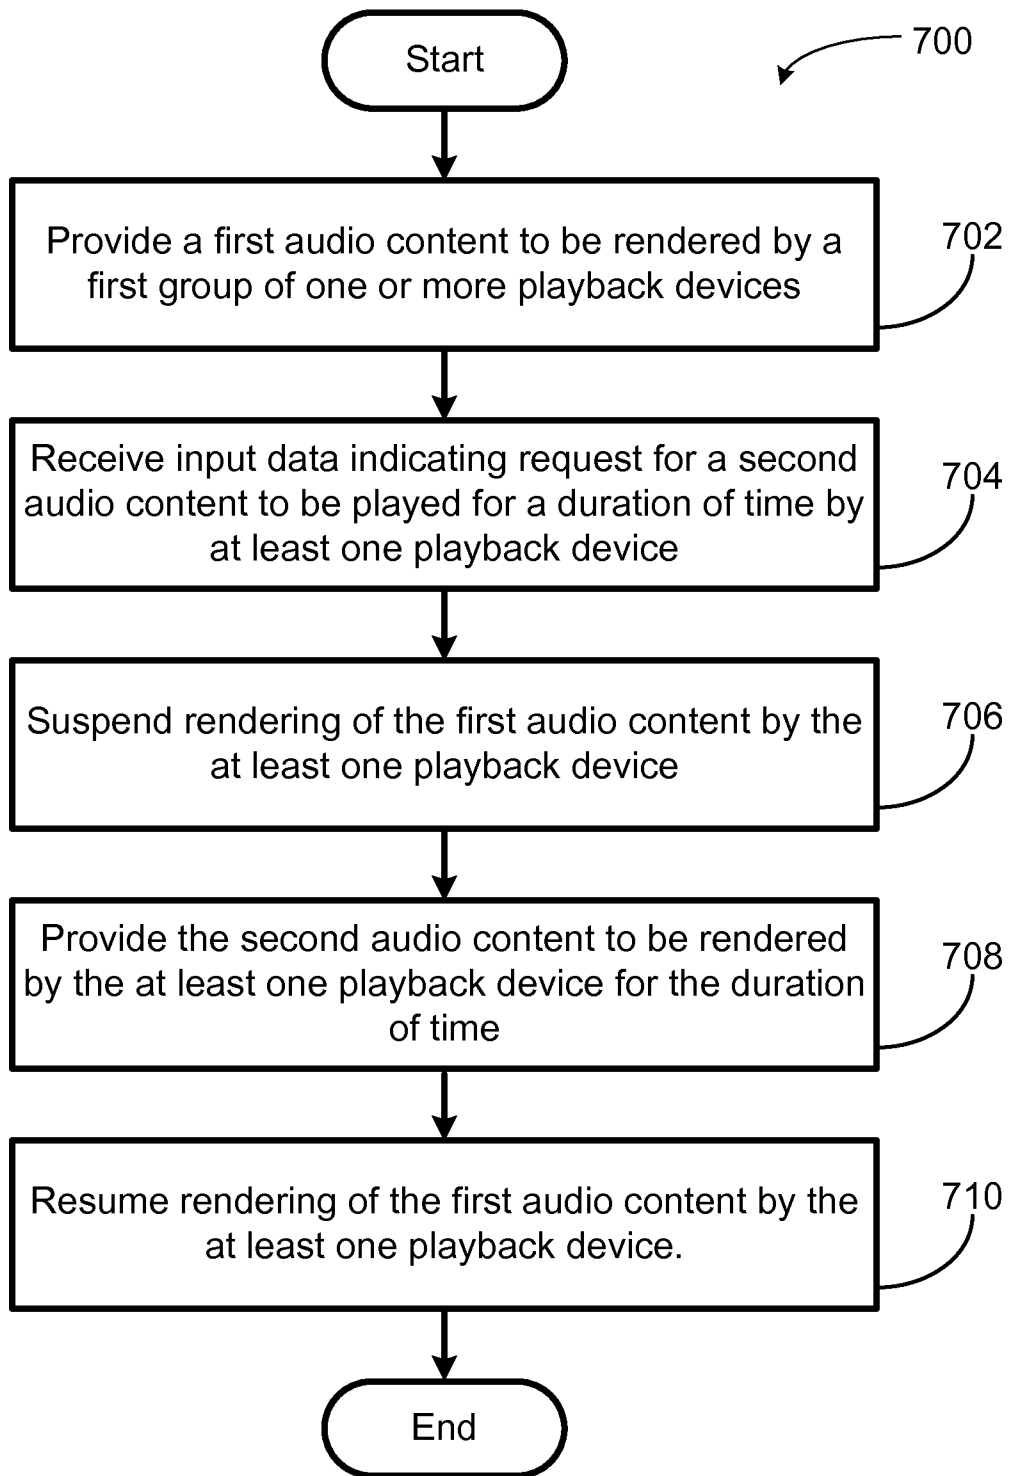 Start
700
Provide a first audio content to be rendered by a
first group of one or more playback devices
702
Receive input data indicating request for a second
audio content to be played for a duration of time by
at least one playback device
704
Suspend rendering of the first audio content by the
at least one playback device
706
Provide the second audio content to be rendered
by the at least one playback device for the duration
of time
708
Resume rendering of the first audio content by the
at least one playback device.
710
End